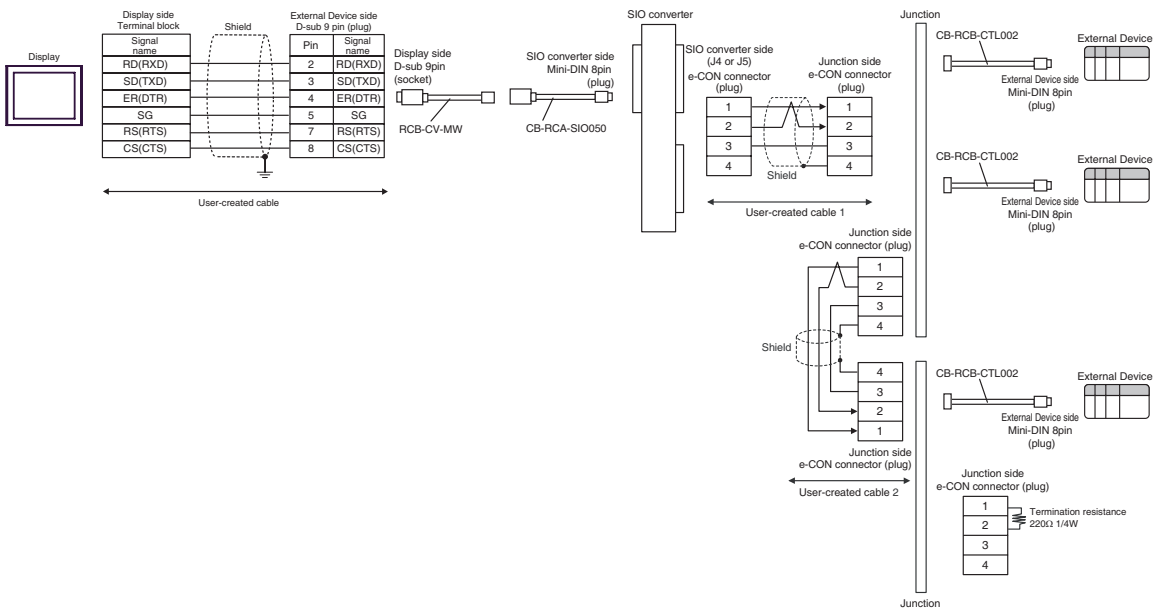 Display
Display side
Terminal block
Shield
External Device side
D-sub 9 pin (plug)
Signal
name
Pin
Signal
name
RD(RXD)
2
RD(RXD)
SD(TXD)
3
SD(TXD)
ER(DTR)
4
ER(DTR)
SG
5
SG
RS(RTS)
7
RS(RTS)
CS(CTS)
8
CS(CTS)
User-created cable
Display side
D-sub 9pin
(socket)
RCB-CV-MW
SIO converter side
Mini-DIN 8pin
(plug)
CB-RCA-SIO050
SIO converter
SIO converter side
(J4 or J5)
e-CON connector
(plug)
Junction side
e-CON connector
(plug)
1
1
2
2
3
3
4
4
Shield
User-created cable 1
Junction side
e-CON connector (plug)
1
2
3
4
Shield
4
3
2
1
Junction side
e-CON connector (plug)
User-created cable 2
Junction
CB-RCB-CTL002
External Device
External Device side
Mini-DIN 8pin
(plug)
CB-RCB-CTL002
External Device
External Device side
Mini-DIN 8pin
(plug)
CB-RCB-CTL002
External Device
External Device side
Mini-DIN 8pin
(plug)
Junction side
e-CON connector (plug)
1
2
3
4
Termination resistance
220Ω 1/4W
Junction